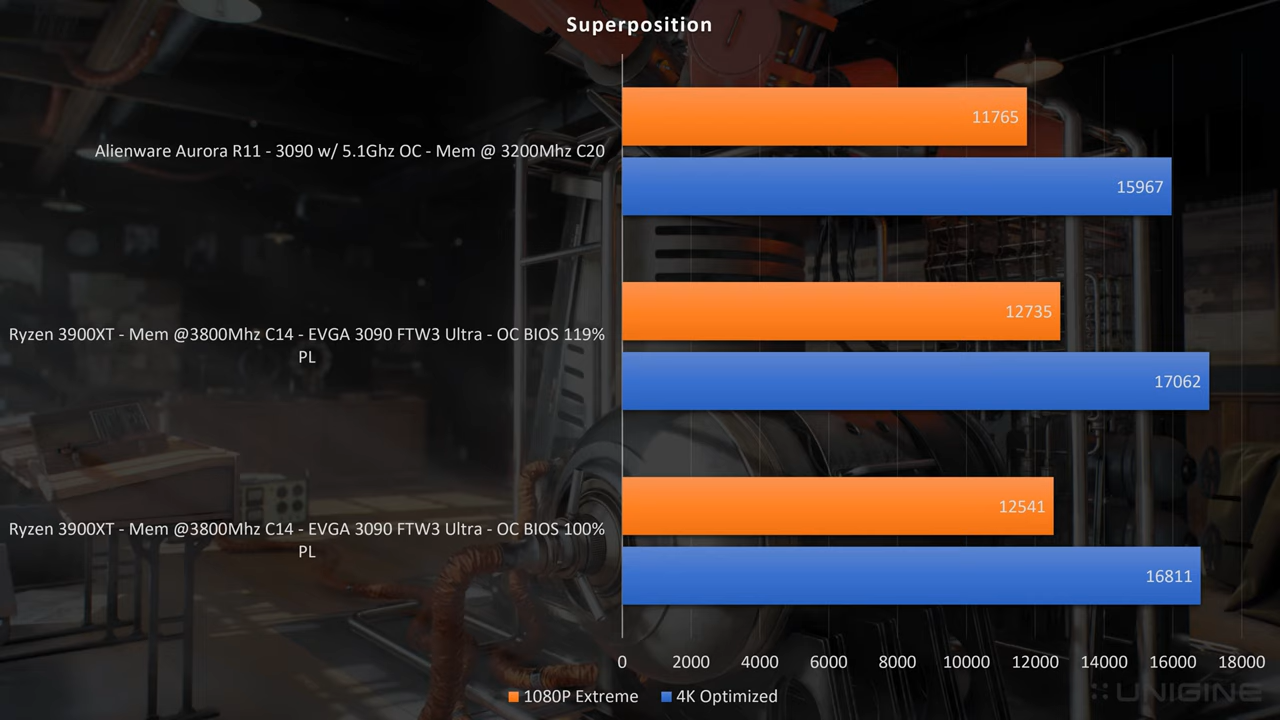 Superposition
Alienware Aurora R11 - 3090 w/ 5.1Ghz OC - Mem @ 3200Mhz C20
11765
15967
Ryzen 3900XT - Mem @3800Mhz C14 - EVGA 3090 FTW3 Ultra - OC BIOS 119%
PL
12735
17062
Ryzen 3900XT - Mem @3800Mhz C14 - EVGA 3090 FTW3 Ultra - OC BIOS 100%
PL
12541
16811
0 2000 4000 6000 8000 10000 12000 14000 16000 18000
1080P Extreme 4K Optimized
UNIGINE